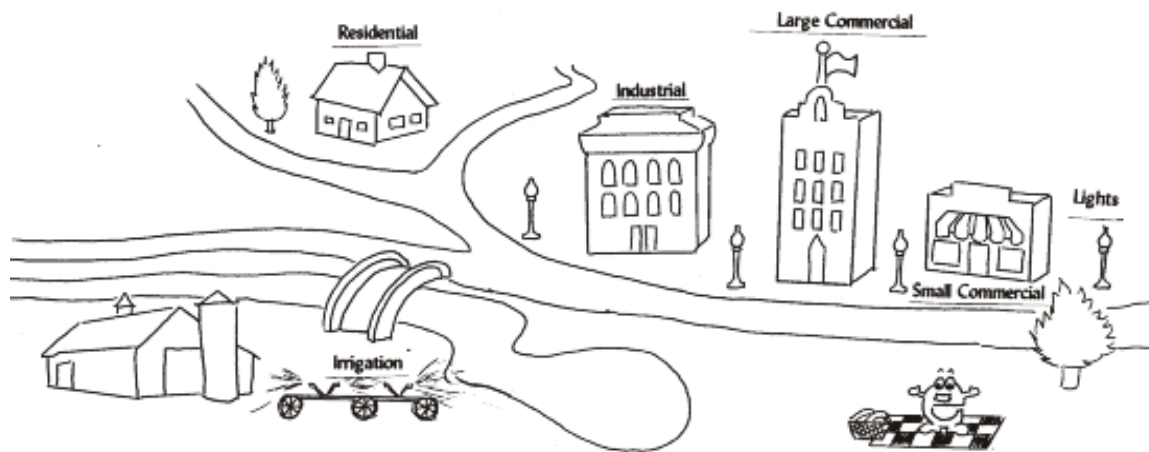 Large Commercial
Residential
Industrial
Lights
Small Commercial
Irrigation